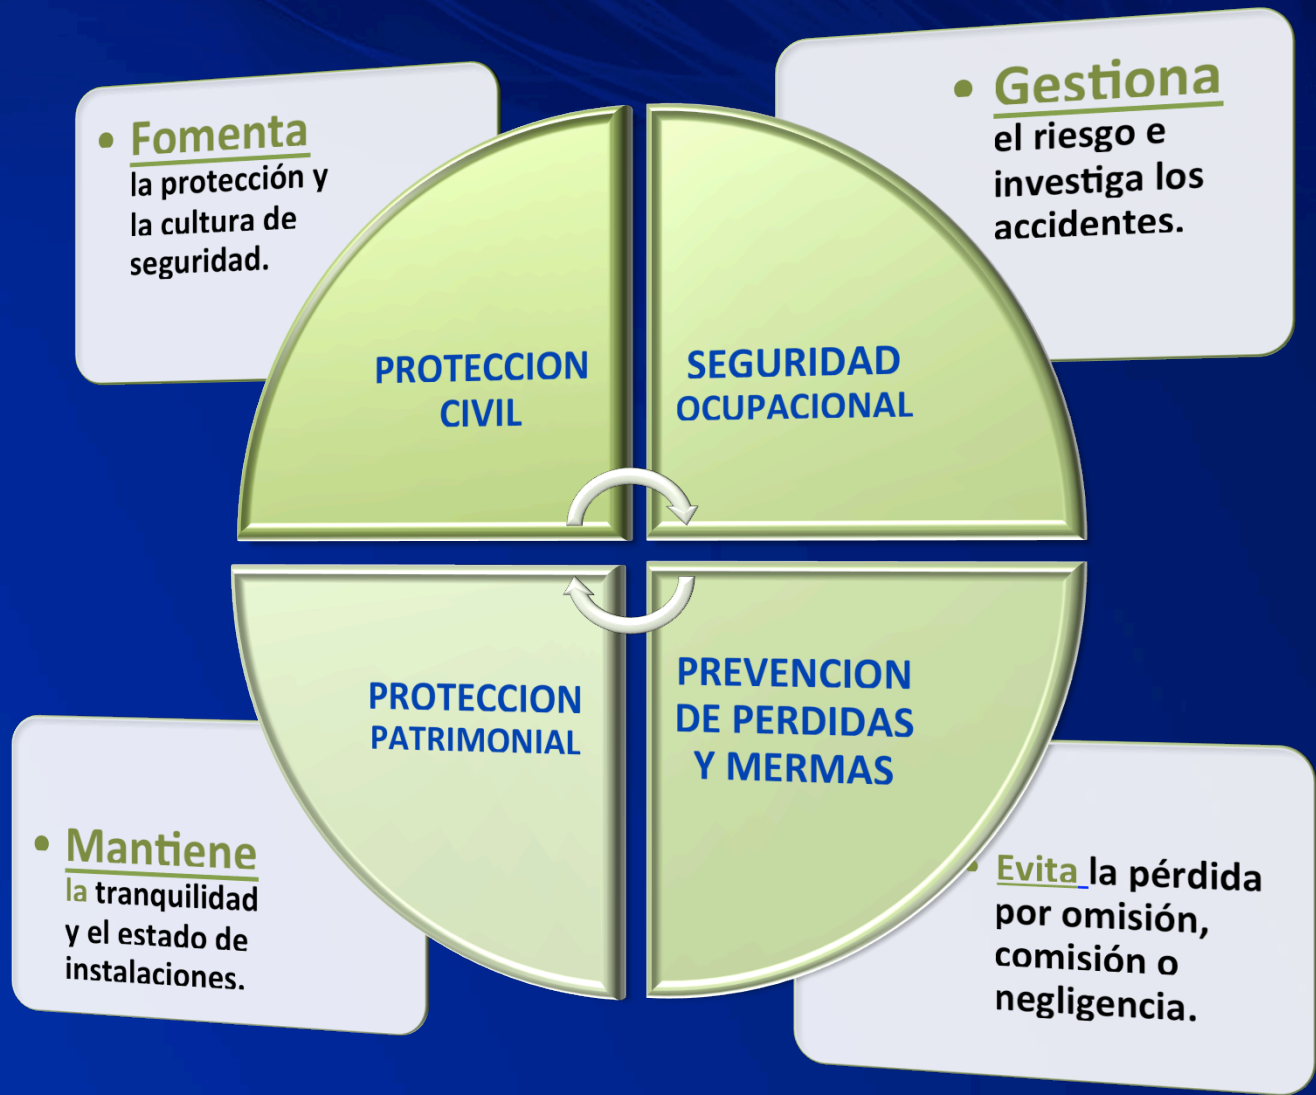 • Fomenta
la protección y
la cultura de
seguridad.
• Gestiona
el riesgo e
investiga los
accidentes.
PROTECCION
CIVIL
SEGURIDAD
OCUPACIONAL
PROTECCION
PATRIMONIAL
PREVENCION
DE PERDIDAS
Y MERMAS
• Mantiene
la tranquilidad
y el estado de
instalaciones.
• Evita la pérdida
por omisión,
comisión o
negligencia.